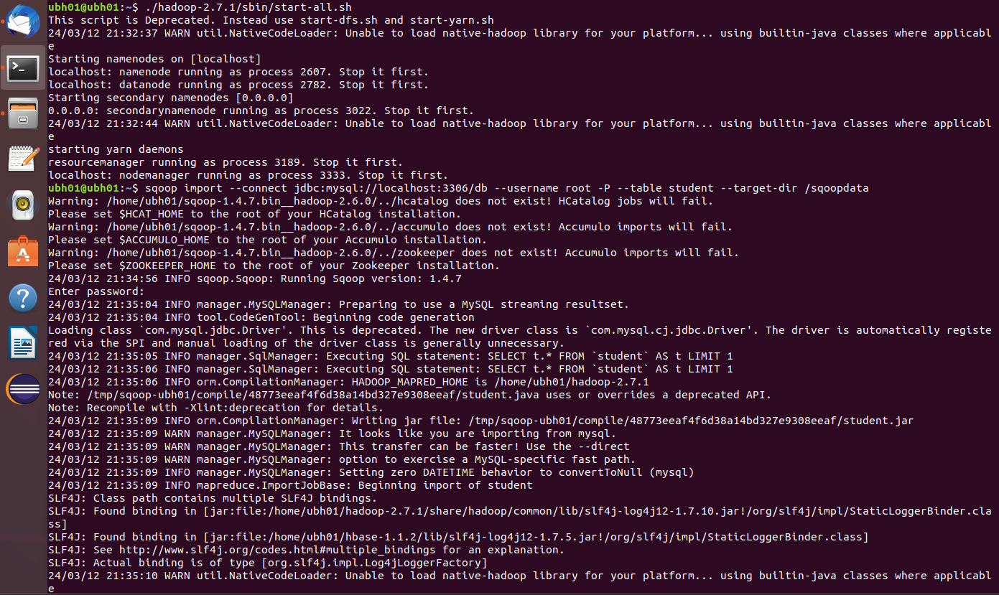 ubh01@ubh01:~$ ./hadoop-2.7.1/sbin/start-all.sh
This script is Deprecated. Instead use start-dfs.sh and start-yarn.sh
24/03/12 21:32:37 WARN util.NativeCodeLoader: Unable to load native-hadoop library for your platform... using builtin-java classes where applicabl
e
Starting namenodes on [localhost]
localhost: namenode running as process 2607. Stop it first.
localhost: datanode running as process 2782. Stop it first.
Starting secondary namenodes [0.0.0.0]
0.0.0.0: secondarynamenode running as process 3022. Stop it first.
24/03/12 21:32:44 WARN util.NativeCodeLoader: Unable to load native-hadoop library for your platform... using builtin-java classes where applicabl
e
starting yarn daemons
resourcemanager running as process 3189. Stop it first.
localhost: nodemanager running as process 3333. Stop it first.
ubh01@ubh01:~$ sqoop import --connect jdbc:mysql://localhost:3306/db --username root -P --table student --target-dir /sqoopdata
Warning: /home/ubh01/sqoop-1.4.7.bin__hadoop-2.6.0/../hcatalog does not exist! HCatalog jobs will fail.
Please set $HCAT_HOME to the root of your HCatalog installation.
Warning: /home/ubh01/sqoop-1.4.7.bin__hadoop-2.6.0/../accumulo does not exist! Accumulo imports will fail.
Please set $ACCUMULO_HOME to the root of your Accumulo installation.
Warning: /home/ubh01/sqoop-1.4.7.bin__hadoop-2.6.0/../zookeeper does not exist! Accumulo imports will fail.
Please set $ZOOKEEPER_HOME to the root of your Zookeeper installation.
24/03/12 21:34:56 INFO sqoop.Sqoop: Running Sqoop version: 1.4.7
Enter password:
24/03/12 21:35:04 INFO manager.MySQLManager: Preparing to use a MySQL streaming resultset.
24/03/12 21:35:04 INFO tool.CodeGenTool: Beginning code generation
Loading class `com.mysql.jdbc.Driver'. This is deprecated. The new driver class is `com.mysql.cj.jdbc.Driver'. The driver is automatically registe
red via the SPI and manual loading of the driver class is generally unnecessary.
24/03/12 21:35:05 INFO manager.SqlManager: Executing SQL statement: SELECT t.* FROM `student` AS t LIMIT 1
24/03/12 21:35:06 INFO manager.SqlManager: Executing SQL statement: SELECT t.* FROM `student` AS t LIMIT 1
24/03/12 21:35:06 INFO orm.CompilationManager: HADOOP_MAPRED_HOME is /home/ubh01/hadoop-2.7.1
Note: /tmp/sqoop-ubh01/compile/48773eeaf4f6d38a14bd327e9308eeaf/student.java uses or overrides a deprecated API.
Note: Recompile with -Xlint:deprecation for details.
24/03/12 21:35:09 INFO orm.CompilationManager: Writing jar file: /tmp/sqoop-ubh01/compile/48773eeaf4f6d38a14bd327e9308eeaf/student.jar
24/03/12 21:35:09 WARN manager.MySQLManager: It looks like you are importing from mysql.
24/03/12 21:35:09 WARN manager.MySQLManager: This transfer can be faster! Use the --direct
24/03/12 21:35:09 WARN manager.MySQLManager: option to exercise a MySQL-specific fast path.
24/03/12 21:35:09 INFO manager.MySQLManager: Setting zero DATETIME behavior to convertToNull (mysql)
24/03/12 21:35:09 INFO mapreduce.ImportJobBase: Beginning import of student
SLF4J: Class path contains multiple SLF4J bindings.
SLF4J: Found binding in [jar:file:/home/ubh01/hadoop-2.7.1/share/hadoop/common/lib/slf4j-log4j12-1.7.10.jar!/org/slf4j/impl/StaticLoggerBinder.cla
ss]
SLF4J: Found binding in [jar:file:/home/ubh01/hbase-1.1.2/lib/slf4j-log4j12-1.7.5.jar!/org/slf4j/impl/StaticLoggerBinder.class]
SLF4J: See http://www.slf4j.org/codes.html#multiple_bindings for an explanation.
SLF4J: Actual binding is of type [org.slf4j.impl.Log4jLoggerFactory]
24/03/12 21:35:10 WARN util.NativeCodeLoader: Unable to load native-hadoop library for your platform... using builtin-java classes where applicabl
e